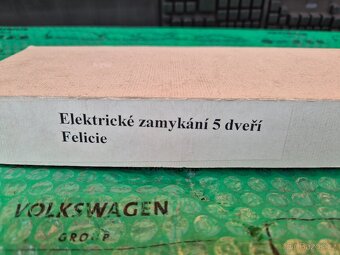 Elektrické zamykání 5 dveří
Felicie
VOLKSWAGEN
GROUP